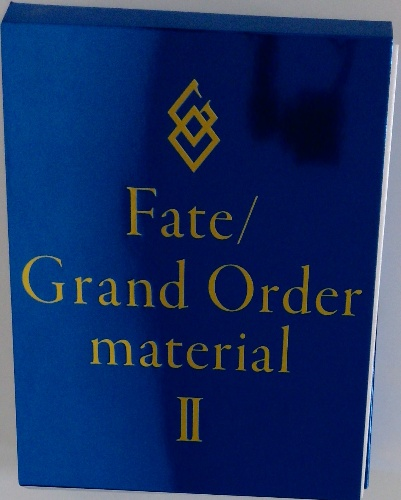 Fate/
Grand Order
material
II